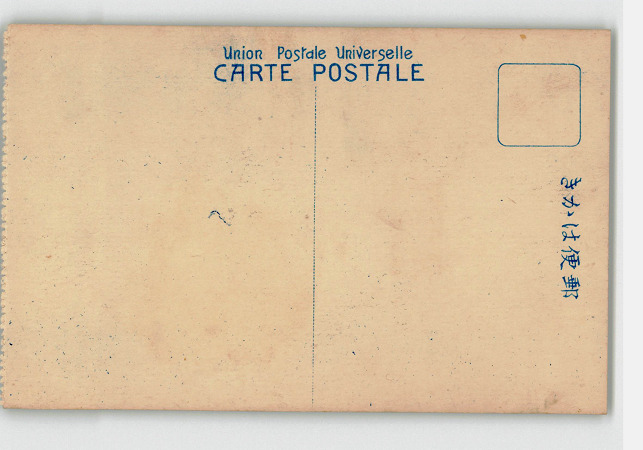 Union Postale Universelle
CARTE POSTALE
きかは便郵